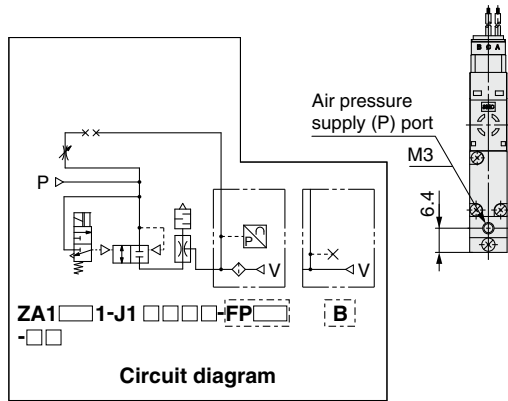 B C A
Air pressure
supply (P) port
M3
6.4
P
P
V
V
ZA1□1-J1 □□□□-FP□
B
-□□
Circuit diagram